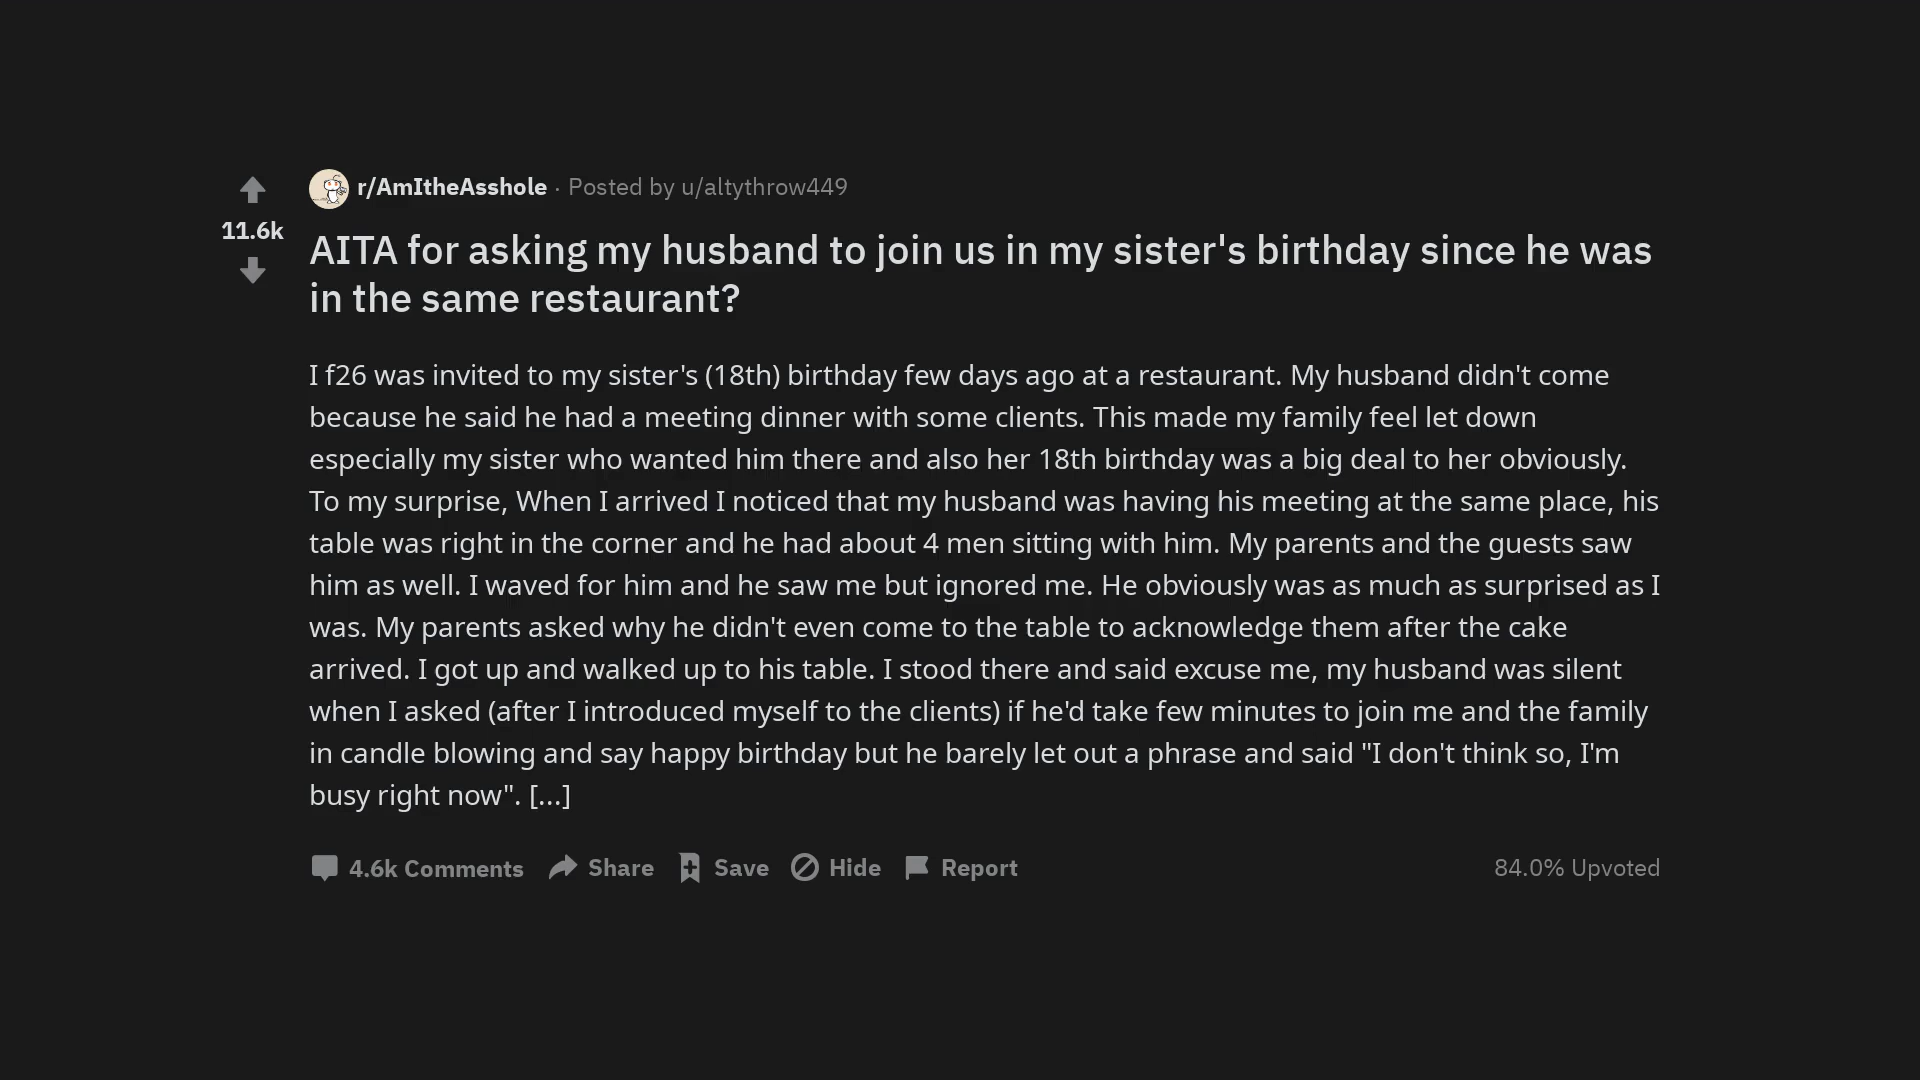 r/AmItheAsshole · Posted by u/altythrow449
11.6k
AITA for asking my husband to join us in my sister's birthday since he was
in the same restaurant?
I f26 was invited to my sister's (18th) birthday few days ago at a restaurant. My husband didn't come
because he said he had a meeting dinner with some clients. This made my family feel let down
especially my sister who wanted him there and also her 18th birthday was a big deal to her obviously.
To my surprise, When I arrived I noticed that my husband was having his meeting at the same place, his
table was right in the corner and he had about 4 men sitting with him. My parents and the guests saw
him as well. I waved for him and he saw me but ignored me. He obviously was as much as surprised as I
was. My parents asked why he didn't even come to the table to acknowledge them after the cake
arrived. I got up and walked up to his table. I stood there and said excuse me, my husband was silent
when I asked (after I introduced myself to the clients) if he'd take few minutes to join me and the family
in candle blowing and say happy birthday but he barely let out a phrase and said "I don't think so, I'm
busy right now". [...]
4.6k Comments Share Save Hide Report 84.0% Upvoted